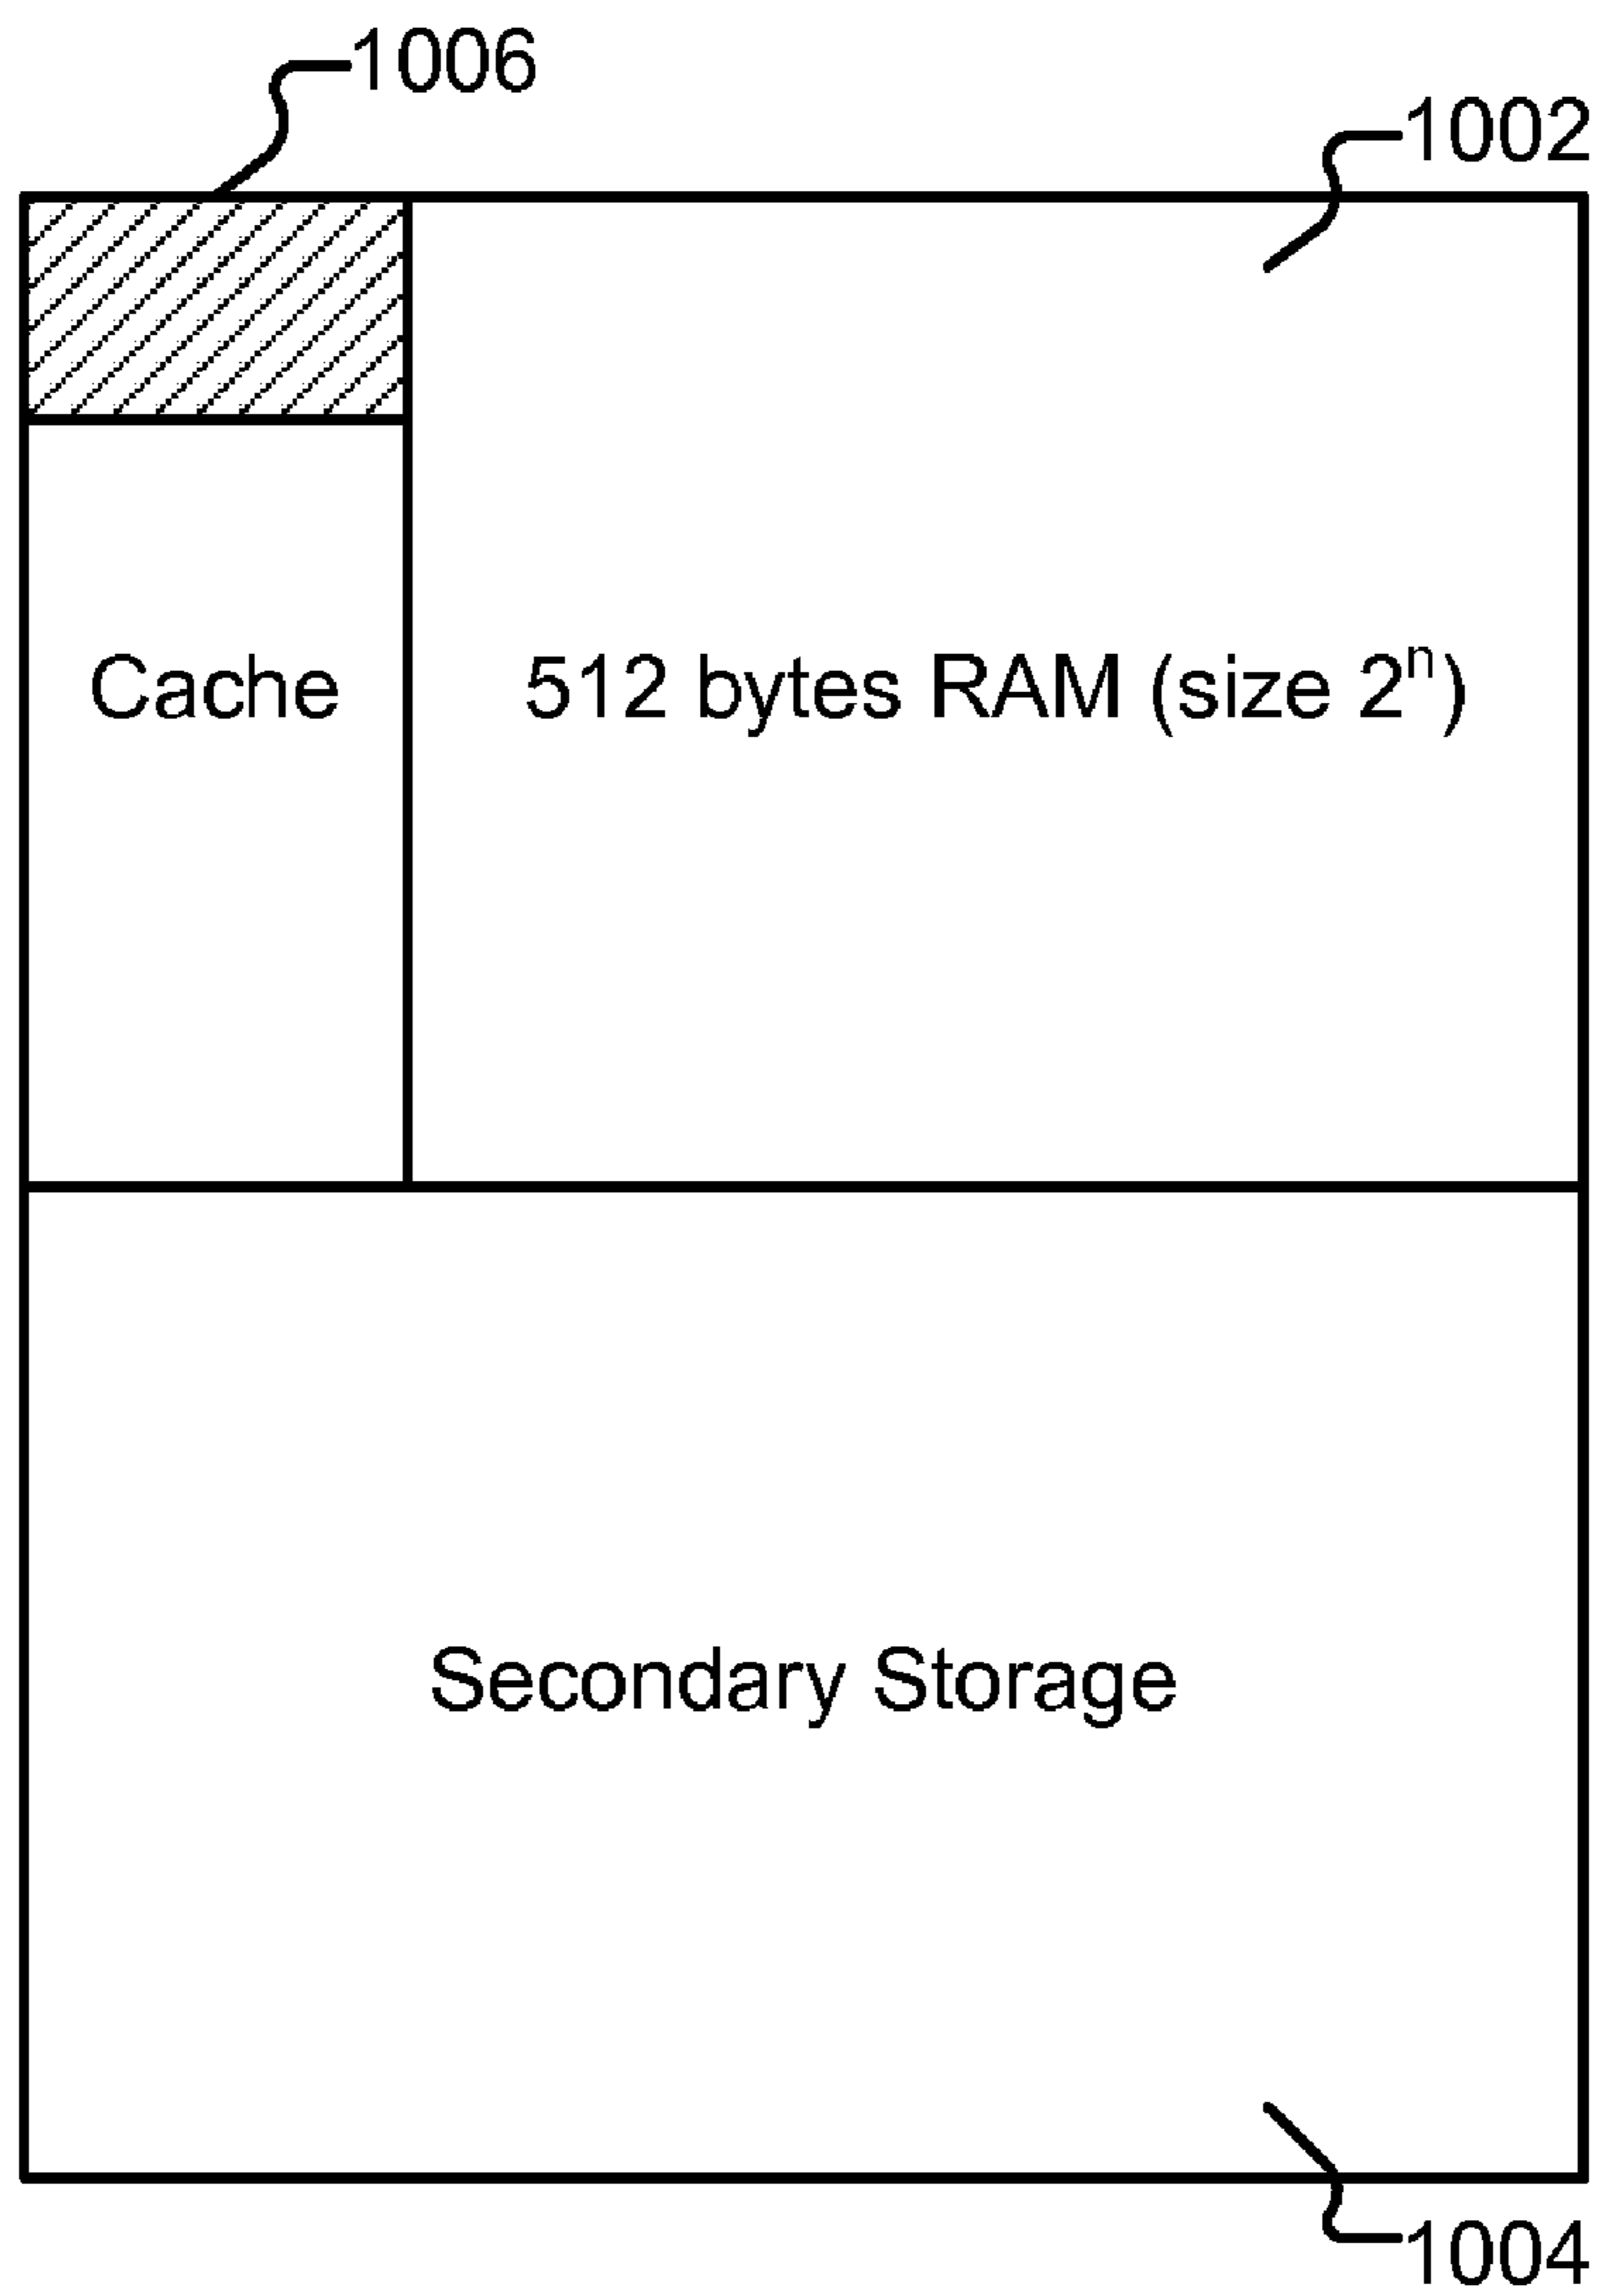 1006
1002
Cache
512 bytes RAM (size 2ⁿ)
Secondary Storage
1004